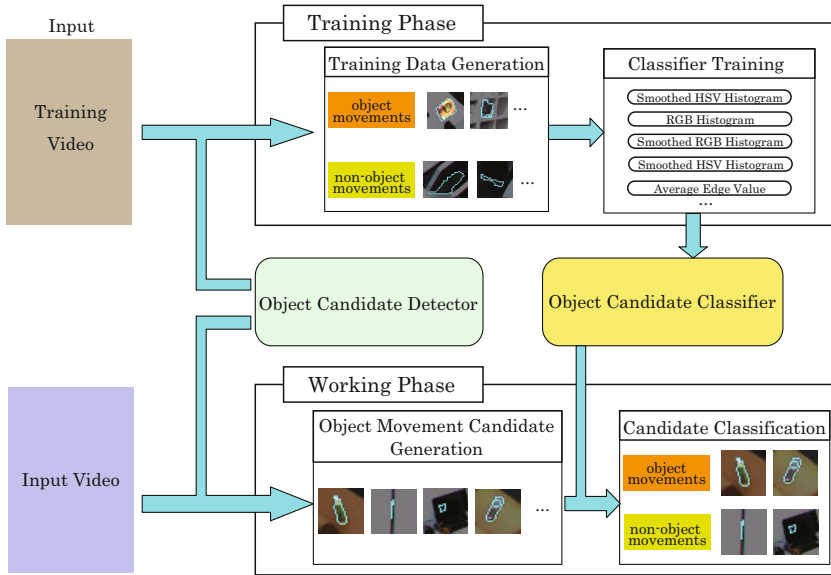 Input
Training
Video
Training Phase
Training Data Generation
object
movements
...
non-object
movements
...
Classifier Training
Smoothed HSV Histogram
RGB Histogram
Smoothed RGB Histogram
Smoothed HSV Histogram
Average Edge Value
...
Object Candidate Detector
Object Candidate Classifier
Input Video
Working Phase
Object Movement Candidate
Generation
...
Candidate Classification
object
movements
non-object
movements